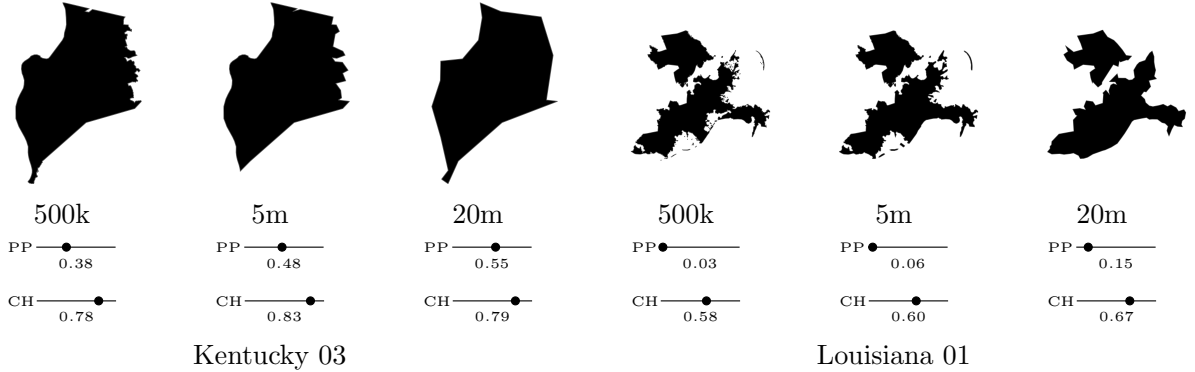 500k 5m 20m 500k 5m 20m
PP PP PP PP PP PP
0.38 0.48 0.55 0.03 0.06 0.15
CH CH CH CH CH CH
0.78 0.83 0.79 0.58 0.60 0.67
Kentucky 03 Louisiana 01